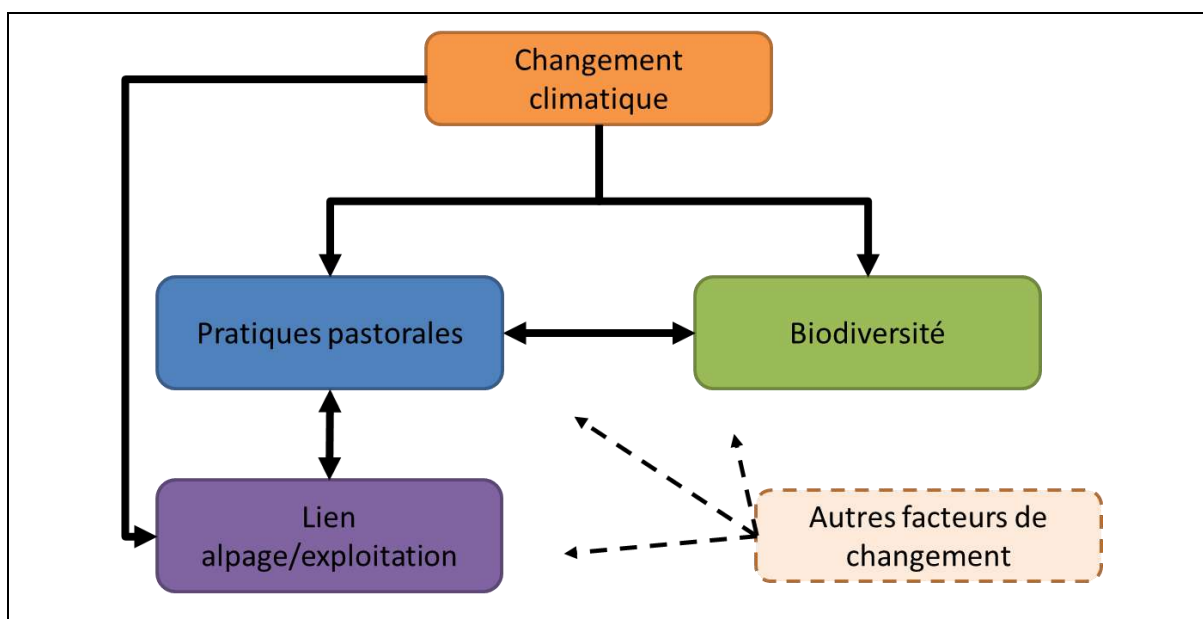 Changement
climatique
Pratiques pastorales
Biodiversité
Lien
alpage/exploitation
Autres facteurs de
changement